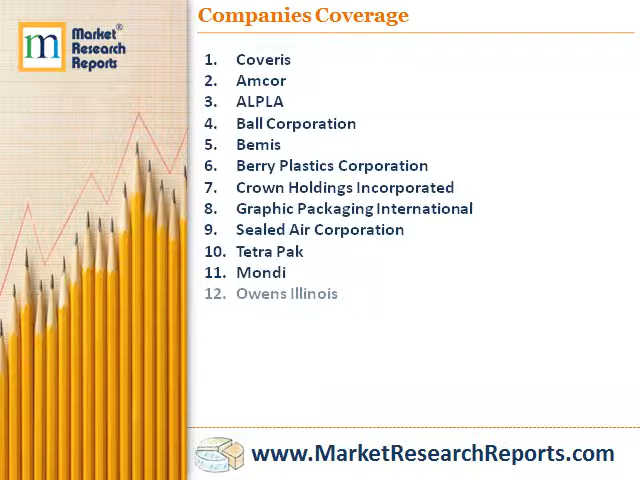 Companies Coverage
m
Market®
Research
Reports
1. Coveris
2. Amcor
3. ALPLA
4. Ball Corporation
5. Bemis
6. Berry Plastics Corporation
7. Crown Holdings Incorporated
8. Graphic Packaging International
9. Sealed Air Corporation
10. Tetra Pak
11. Mondi
12. Owens Illinois
www.MarketResearchReports.com